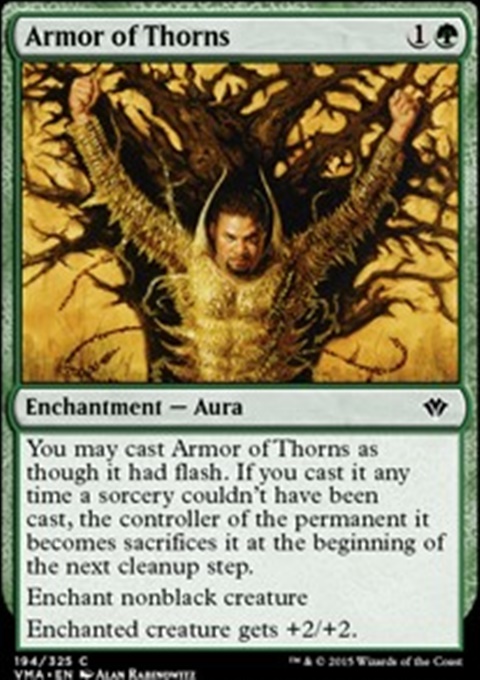 Armor of Thorns 1
Enchantment — Aura
You may cast Armor of Thorns as
though it had flash. If you cast it any
time a sorcery couldn't have been
cast, the controller of the permanent it
becomes sacrifices it at the beginning of
the next cleanup step.
Enchant nonblack creature
Enchanted creature gets +2/+2.
194/325 C
VMA • EN Alan Rabinowitz
™ & © 2015 Wizards of the Coast